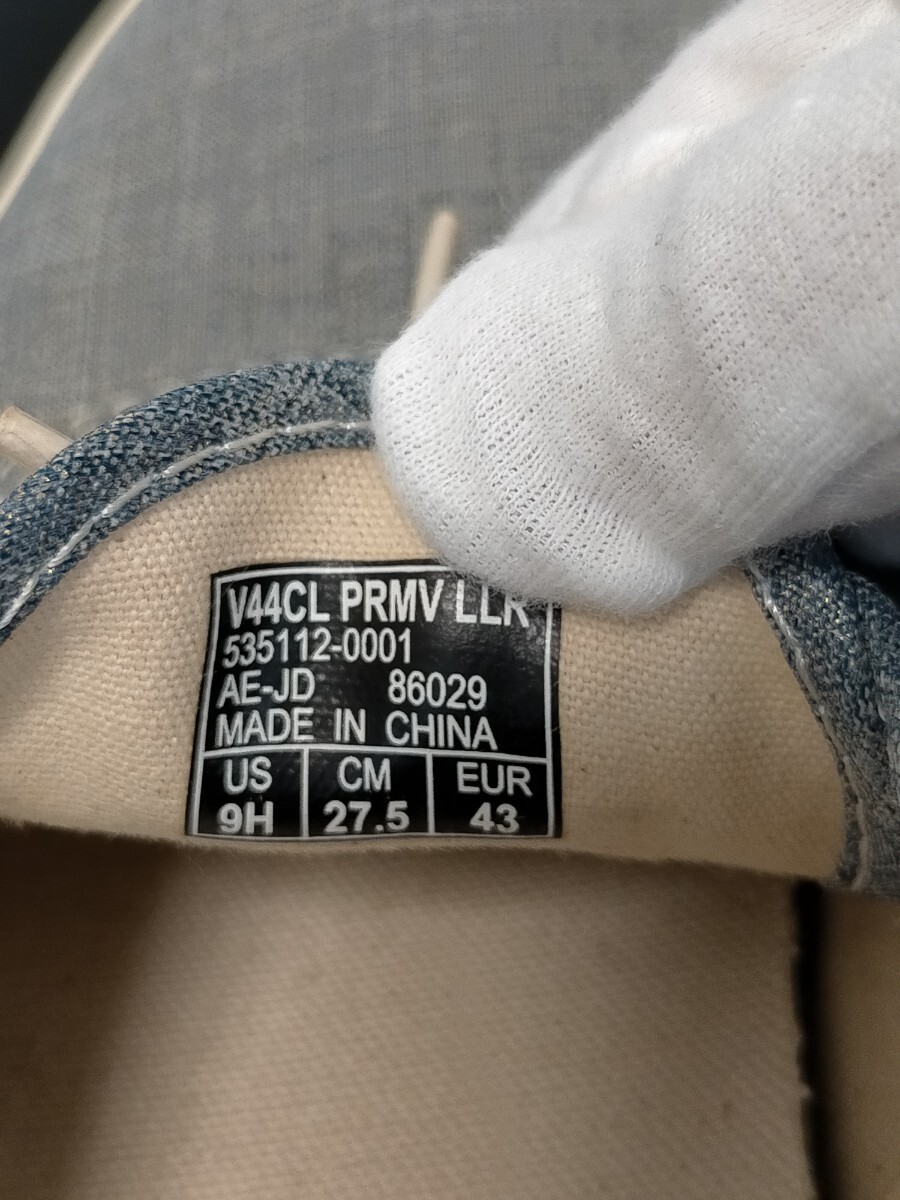 V44CL PRMV LLR
535112-0001
AE-JD 86029
MADE IN CHINA
US CM EUR
9H 27.5 43